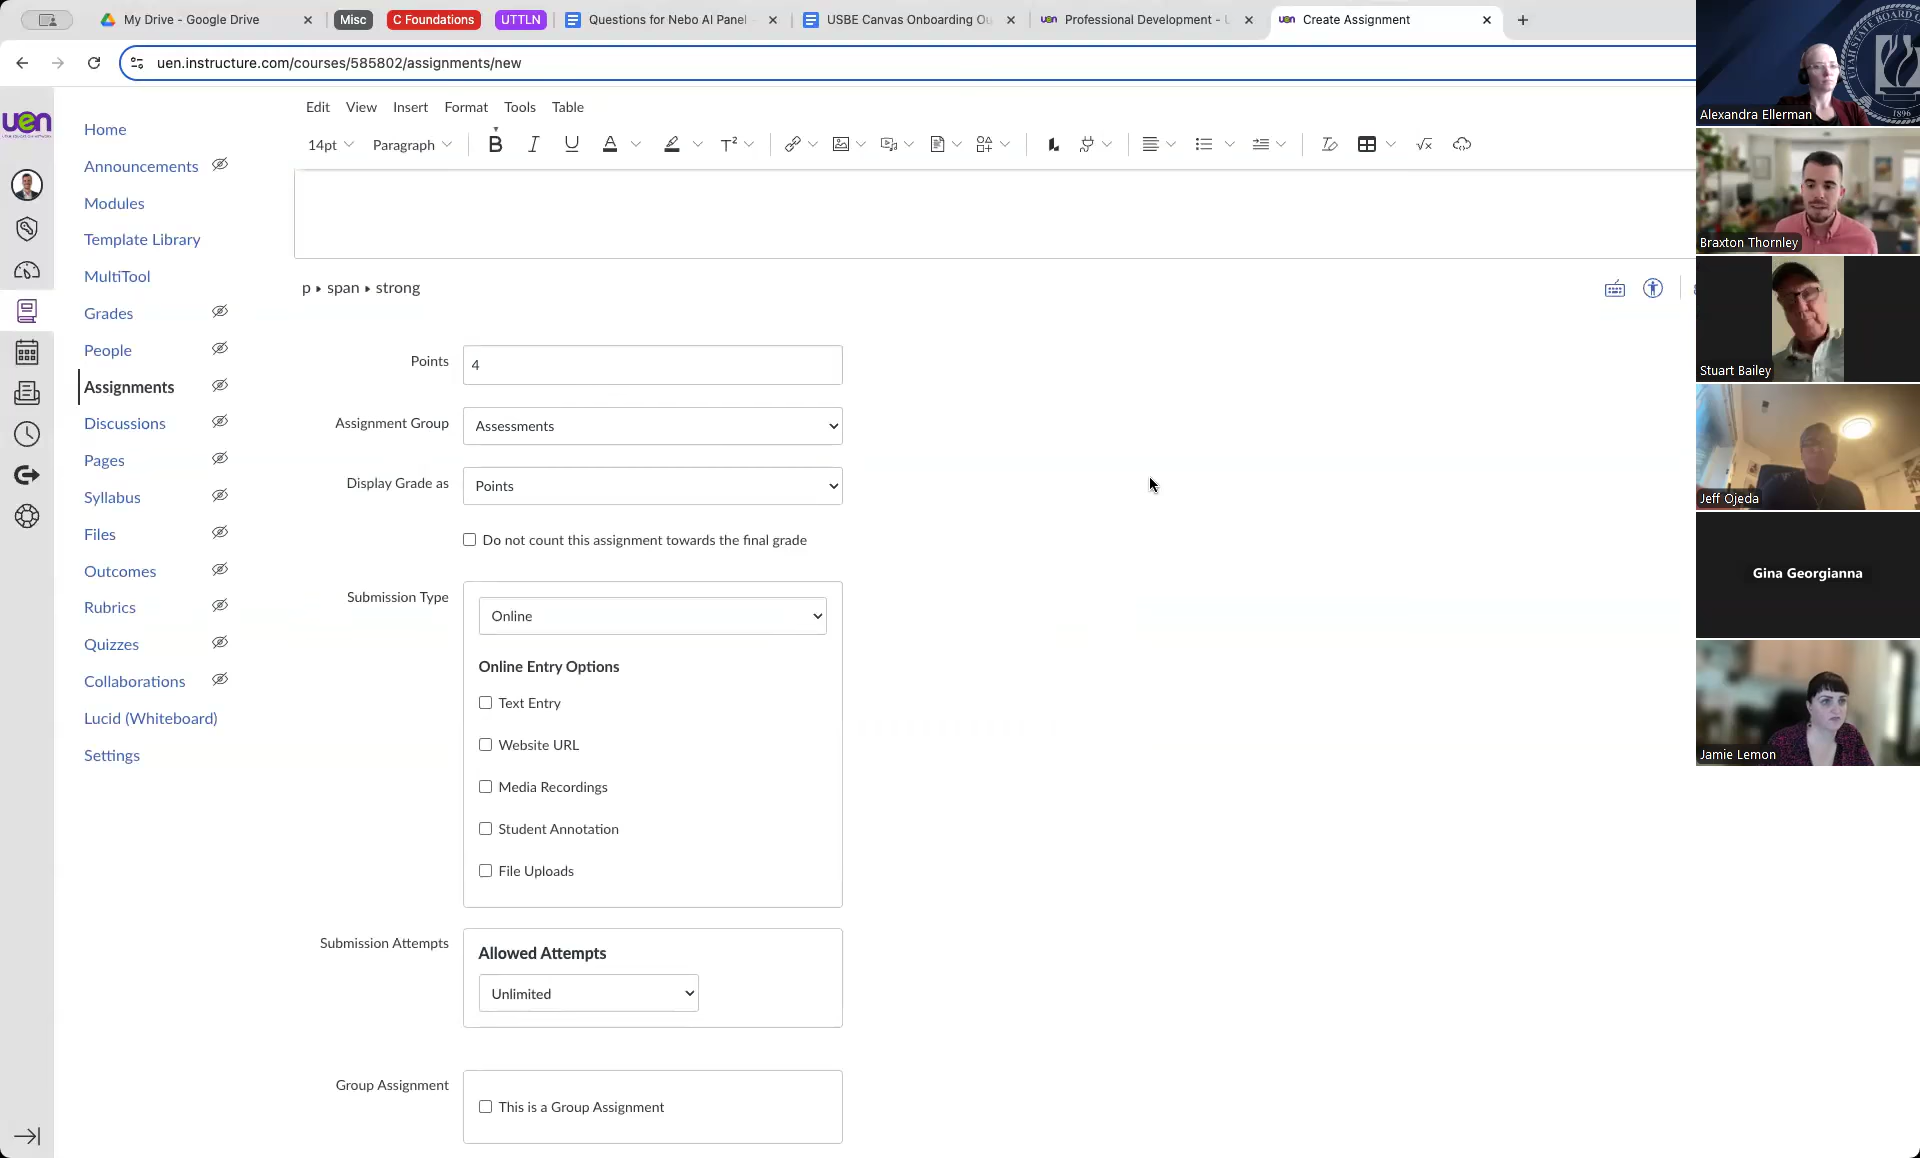 My Drive - Google Drive
Misc
C Foundations
UTTLN
Questions for Nebo AI Panel
USBE Canvas Onboarding Ou
Professional Development - U
Create Assignment
uen.instructure.com/courses/585802/assignments/new
uen
Home
Announcements
Modules
Template Library
MultiTool
Grades
People
Assignments
Discussions
Pages
Syllabus
Files
Outcomes
Rubrics
Quizzes
Collaborations
Lucid (Whiteboard)
Settings
Edit View Insert Format Tools Table
14pt Paragraph B I U A T²
p ▸ span ▸ strong
Points 4
Assignment Group Assessments
Display Grade as Points
Do not count this assignment towards the final grade
Submission Type Online
Online Entry Options
Text Entry
Website URL
Media Recordings
Student Annotation
File Uploads
Submission Attempts Allowed Attempts
Unlimited
Group Assignment This is a Group Assignment
UTAH STATE BOARD O
1896
Alexandra Ellerman
Braxton Thornley
Stuart Bailey
Jeff Ojeda
Gina Georgianna
Jamie Lemon